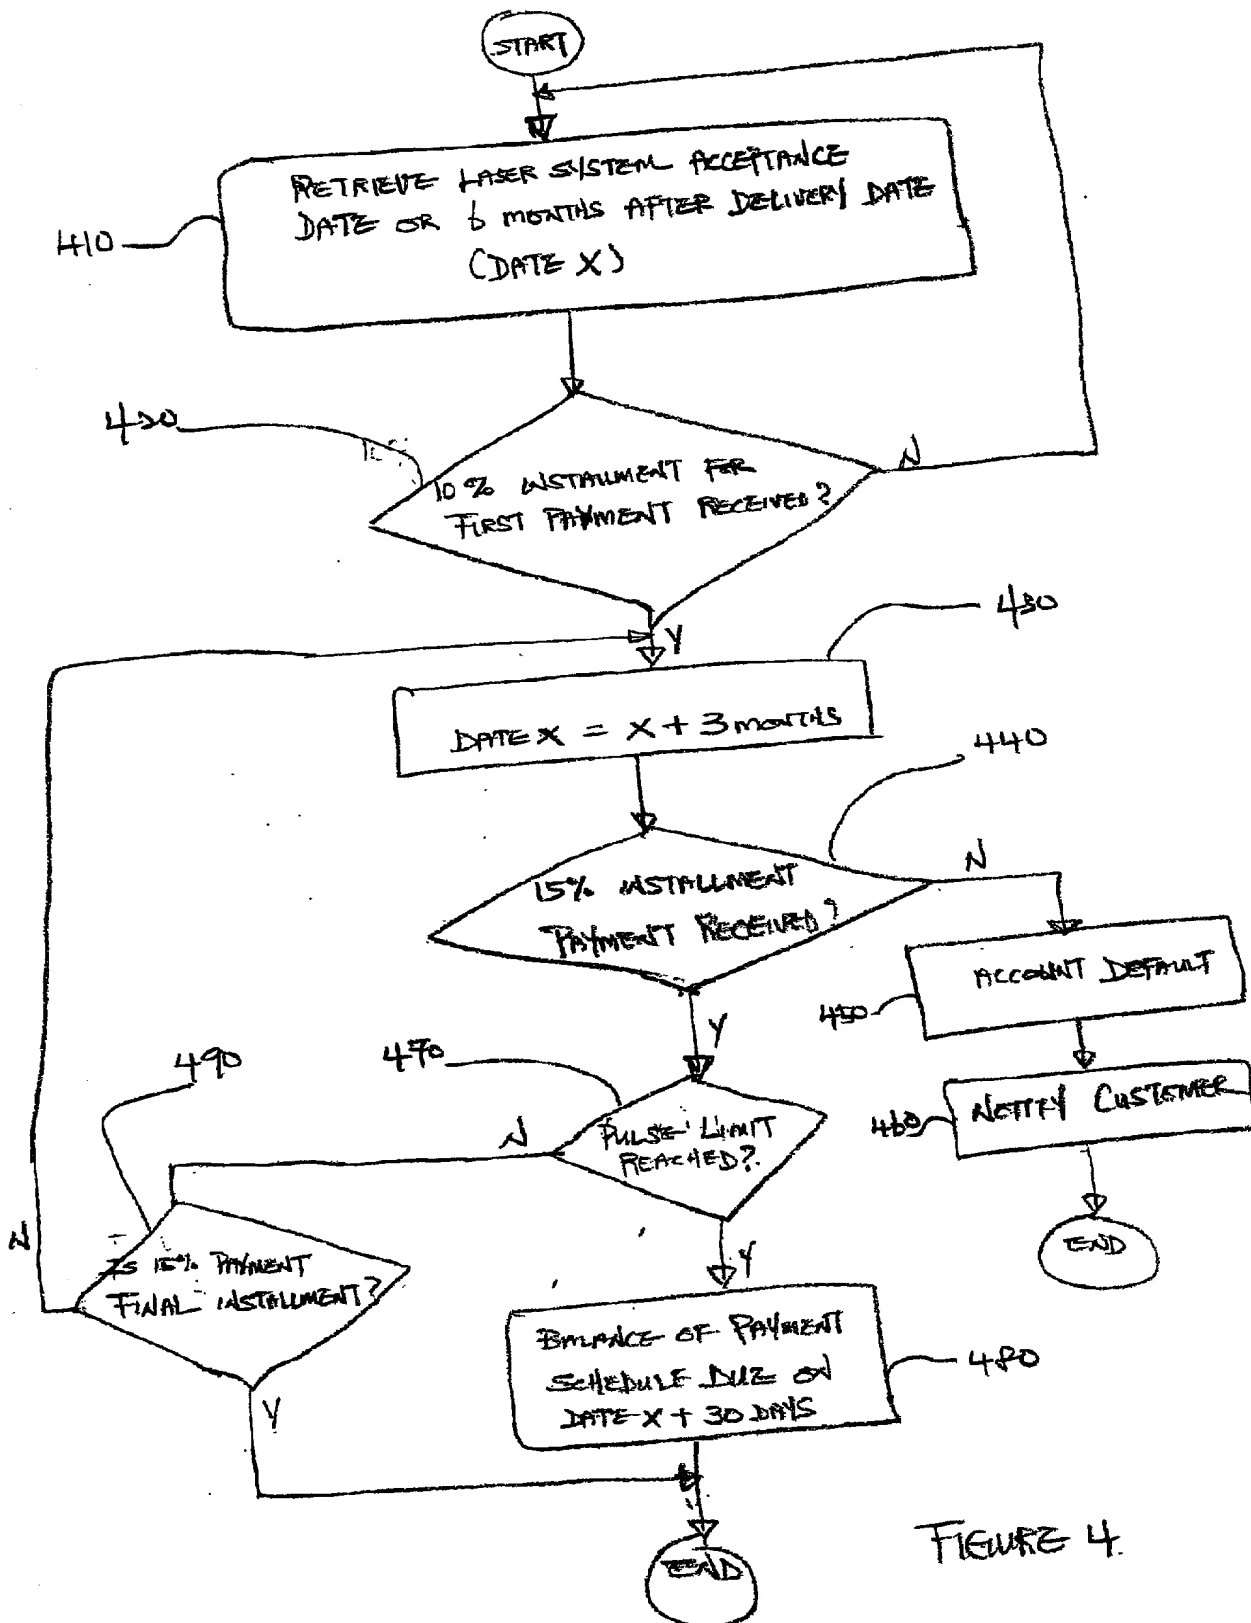 START
RETRIEVE LASER SYSTEM ACCEPTANCE
DATE OR 6 MONTHS AFTER DELIVERY DATE
(DATE X)
410
420
10% INSTALLMENT FOR
FIRST PAYMENT RECEIVED?
N
Y
430
DATE X = X + 3 MONTHS
440
15% INSTALLMENT
PAYMENT RECEIVED?
N
ACCOUNT DEFAULT
450
Y
470
490
NOTIFY CUSTOMER
460
PULSE LIMIT
REACHED?
N
END
N
IS 15% PAYMENT
FINAL INSTALLMENT?
Y
BALANCE OF PAYMENT
SCHEDULE DUE ON
DATE X + 30 DAYS
480
Y
END
FIGURE 4.